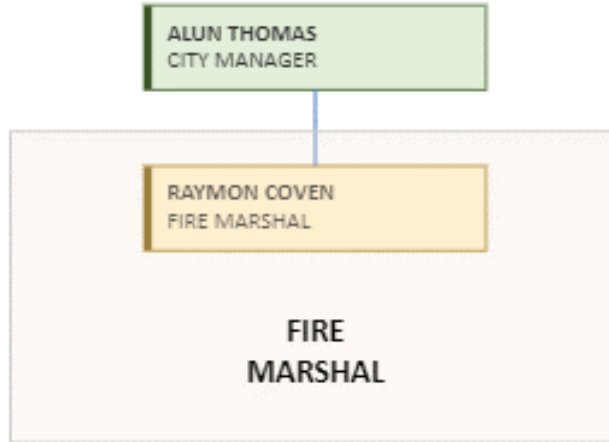 ALUN THOMAS
CITY MANAGER
RAYMON COVEN
FIRE MARSHAL
FIRE
MARSHAL